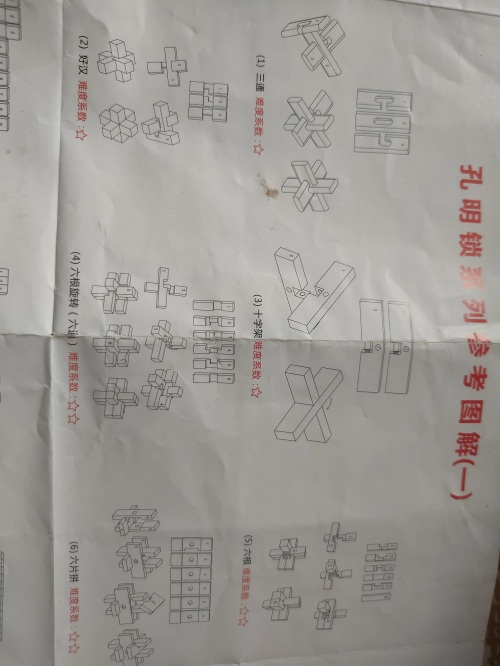 孔明锁系列参考图解(一)
(1) 三通 难度系数:☆
(2) 好汉 难度系数:☆
(3) 十字架 难度系数:☆
(4) 六根旋转(六通) 难度系数:☆☆
(5) 六根 难度系数:☆☆
(6) 六片拼 难度系数:☆☆